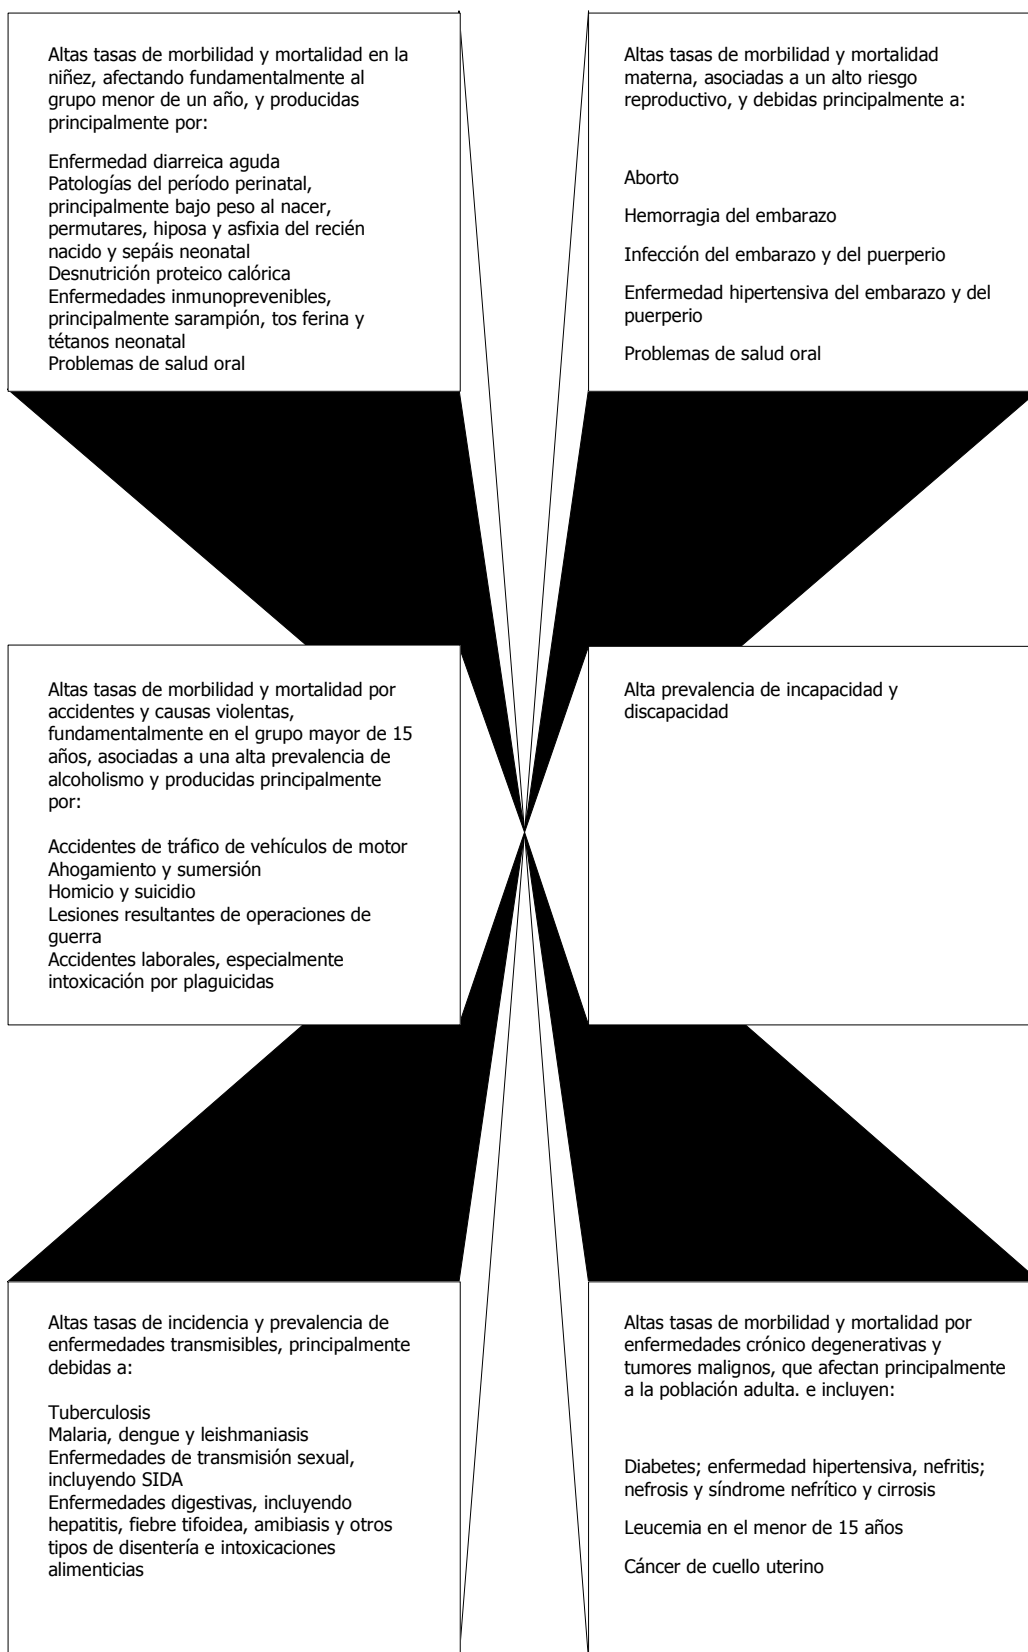 Altas tasas de morbilidad y mortalidad en la
niñez, afectando fundamentalmente al
grupo menor de un año, y producidas
principalmente por:
Enfermedad diarreica aguda
Patologías del período perinatal,
principalmente bajo peso al nacer,
permutares, hiposa y asfixia del recién
nacido y sepáis neonatal
Desnutrición proteico calórica
Enfermedades inmunoprevenibles,
principalmente sarampión, tos ferina y
tétanos neonatal
Problemas de salud oral
Altas tasas de morbilidad y mortalidad
materna, asociadas a un alto riesgo
reproductivo, y debidas principalmente a:
Aborto
Hemorragia del embarazo
Infección del embarazo y del puerperio
Enfermedad hipertensiva del embarazo y del
puerperio
Problemas de salud oral
Altas tasas de morbilidad y mortalidad por
accidentes y causas violentas,
fundamentalmente en el grupo mayor de 15
años, asociadas a una alta prevalencia de
alcoholismo y producidas principalmente
por:
Accidentes de tráfico de vehículos de motor
Ahogamiento y sumersión
Homicio y suicidio
Lesiones resultantes de operaciones de
guerra
Accidentes laborales, especialmente
intoxicación por plaguicidas
Alta prevalencia de incapacidad y
discapacidad
Altas tasas de incidencia y prevalencia de
enfermedades transmisibles, principalmente
debidas a:
Tuberculosis
Malaria, dengue y leishmaniasis
Enfermedades de transmisión sexual,
incluyendo SIDA
Enfermedades digestivas, incluyendo
hepatitis, fiebre tifoidea, amibiasis y otros
tipos de disentería e intoxicaciones
alimenticias
Altas tasas de morbilidad y mortalidad por
enfermedades crónico degenerativas y
tumores malignos, que afectan principalmente
a la población adulta. e incluyen:
Diabetes; enfermedad hipertensiva, nefritis;
nefrosis y síndrome nefrítico y cirrosis
Leucemia en el menor de 15 años
Cáncer de cuello uterino